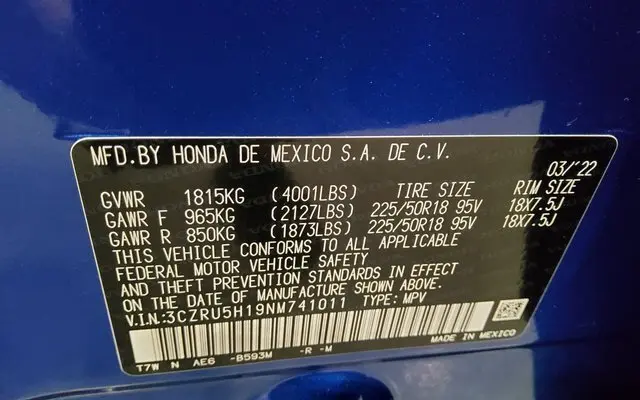 MFD.BY HONDA DE MEXICO S.A. DE C.V.
03/'22
GVWR 1815KG (4001LBS) TIRE SIZE RIM SIZE
GAWR F 965KG (2127LBS) 225/50R18 95V 18X7.5J
GAWR R 850KG (1873LBS) 225/50R18 95V 18X7.5J
THIS VEHICLE CONFORMS TO ALL APPLICABLE
FEDERAL MOTOR VEHICLE SAFETY
AND THEFT PREVENTION STANDARDS IN EFFECT
ON THE DATE OF MANUFACTURE SHOWN ABOVE.
V.I.N:3CZRU5H19NM741011 TYPE: MPV
MADE IN MEXICO
T7W N AE6 -B593M -R -M